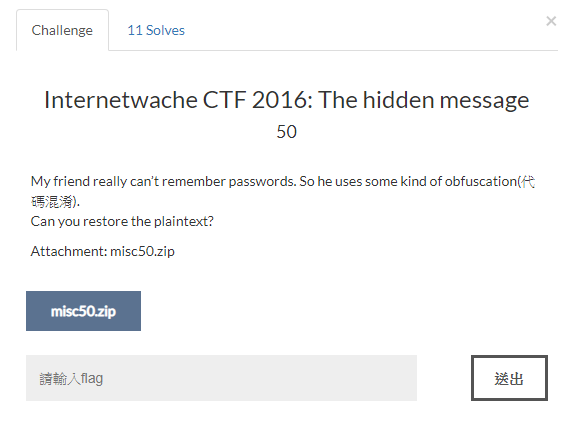 Challenge
11 Solves
×
Internetwache CTF 2016: The hidden message
50
My friend really can't remember passwords. So he uses some kind of obfuscation(代
碼混淆).
Can you restore the plaintext?
Attachment: misc50.zip
misc50.zip
請輸入flag
送出